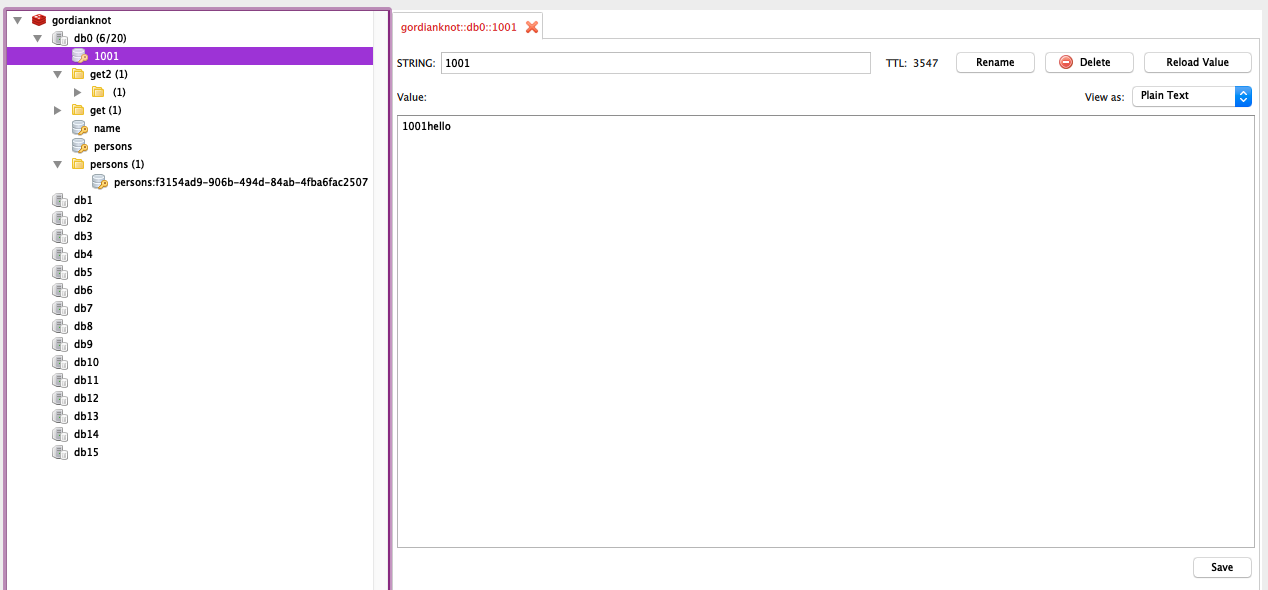 gordianknot
db0 (6/20)
1001
get2 (1)
(1)
get (1)
name
persons
persons (1)
persons:f3154ad9-906b-494d-84ab-4fba6fac2507
db1
db2
db3
db4
db5
db6
db7
db8
db9
db10
db11
db12
db13
db14
db15
gordianknot::db0::1001
STRING: 1001 TTL: 3547 Rename Delete Reload Value
Value: View as: Plain Text
1001hello
Save